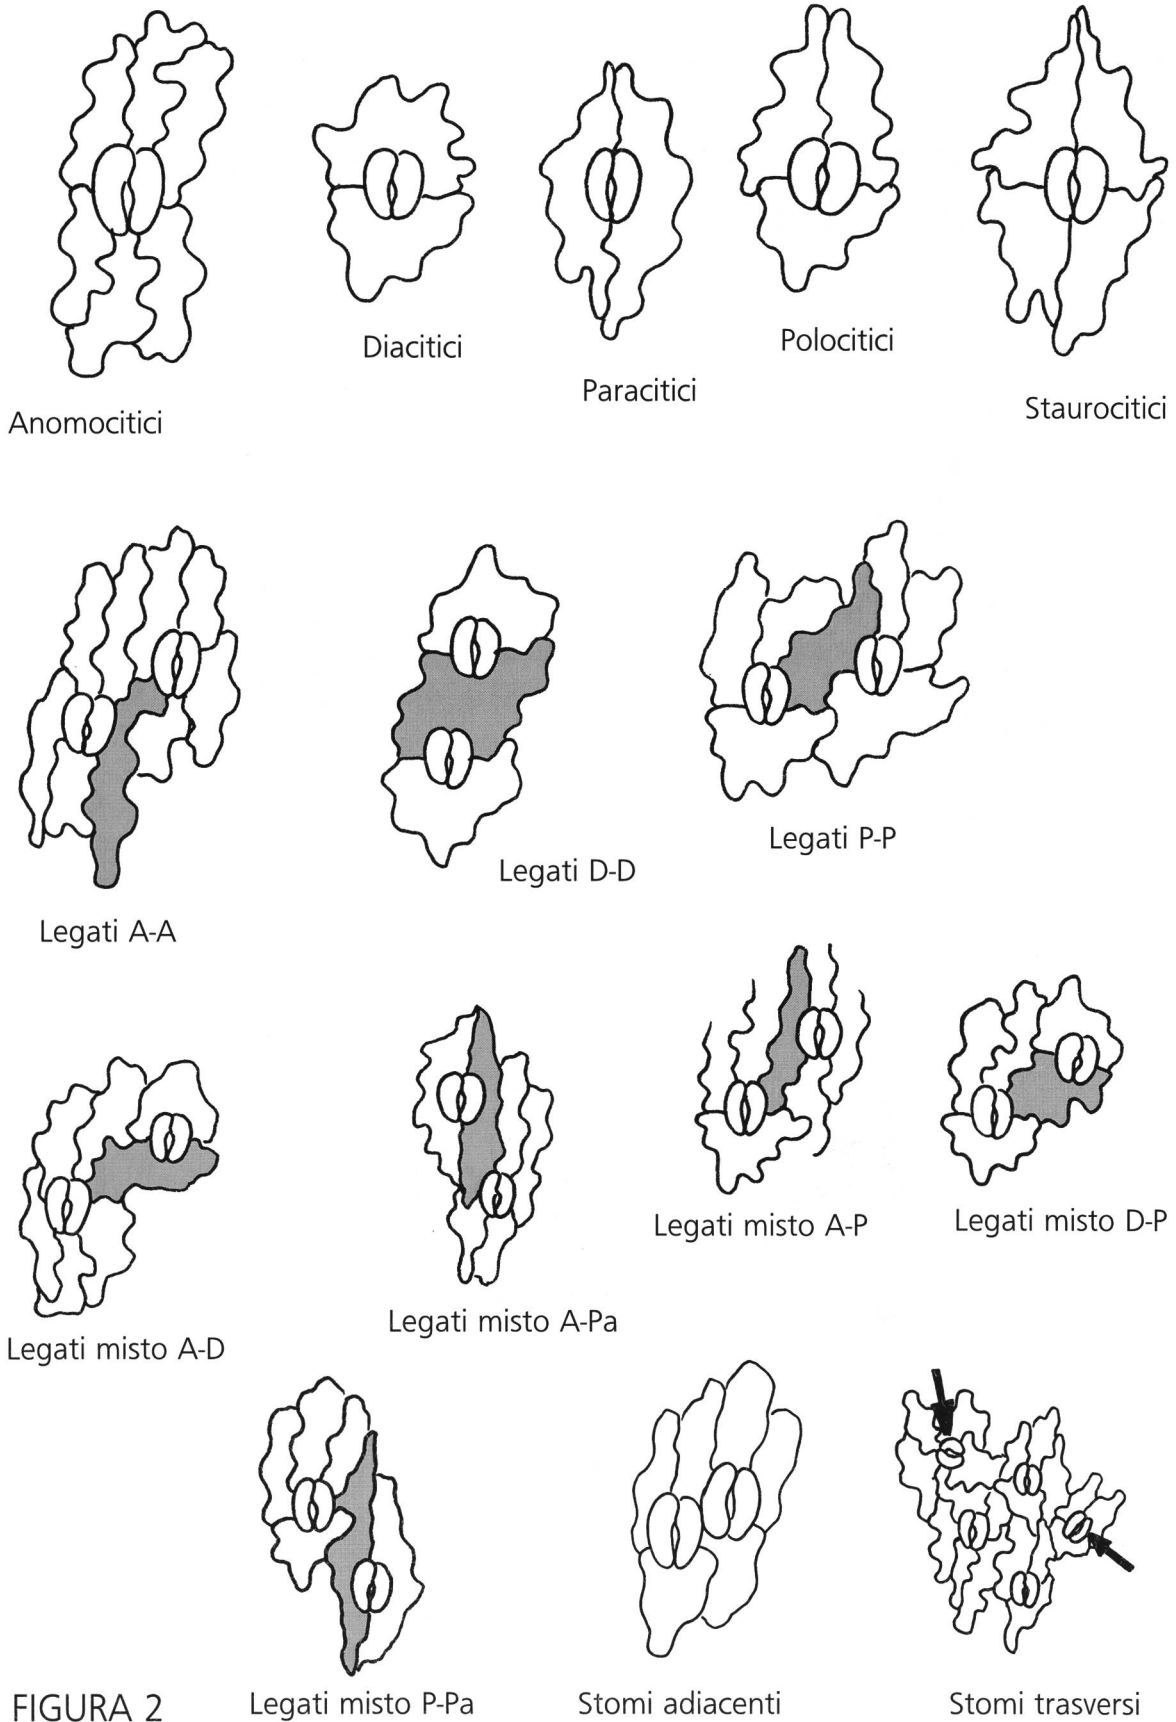 Anomocitici
Diacitici
Paracitici
Polocitici
Staurocitici
Legati A-A
Legati D-D
Legati P-P
Legati misto A-D
Legati misto A-Pa
Legati misto A-P
Legati misto D-P
Legati misto P-Pa
Stomi adiacenti
Stomi trasversi
FIGURA 2